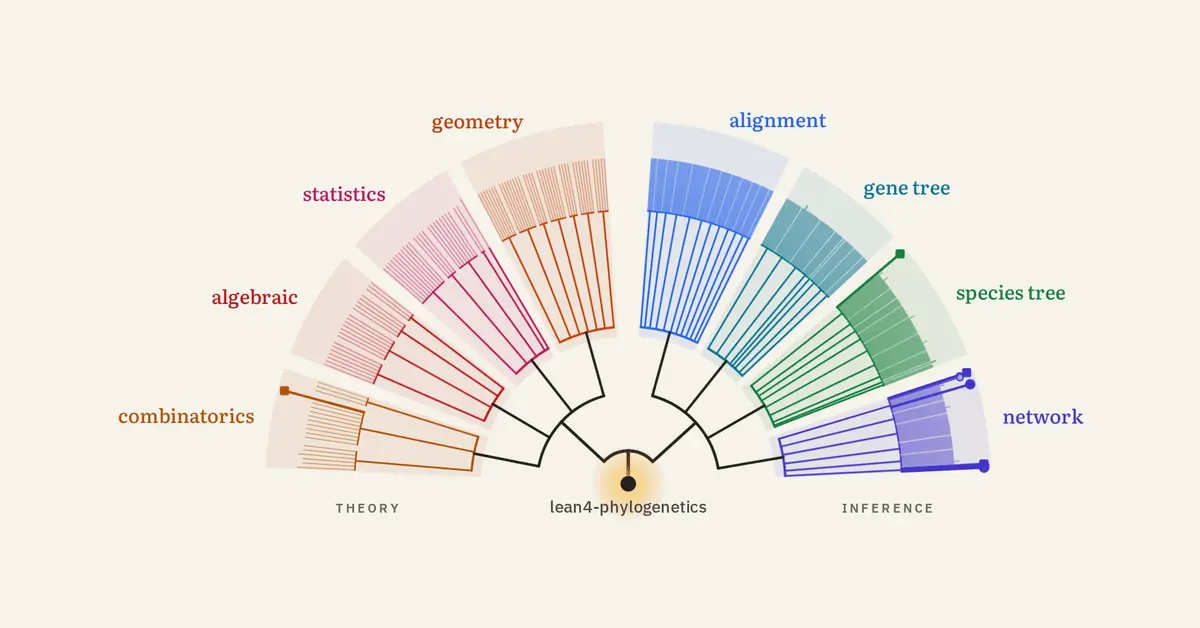 geometry
alignment
statistics
gene tree
algebraic
species tree
combinatorics
network
THEORY
lean4-phylogenetics
INFERENCE